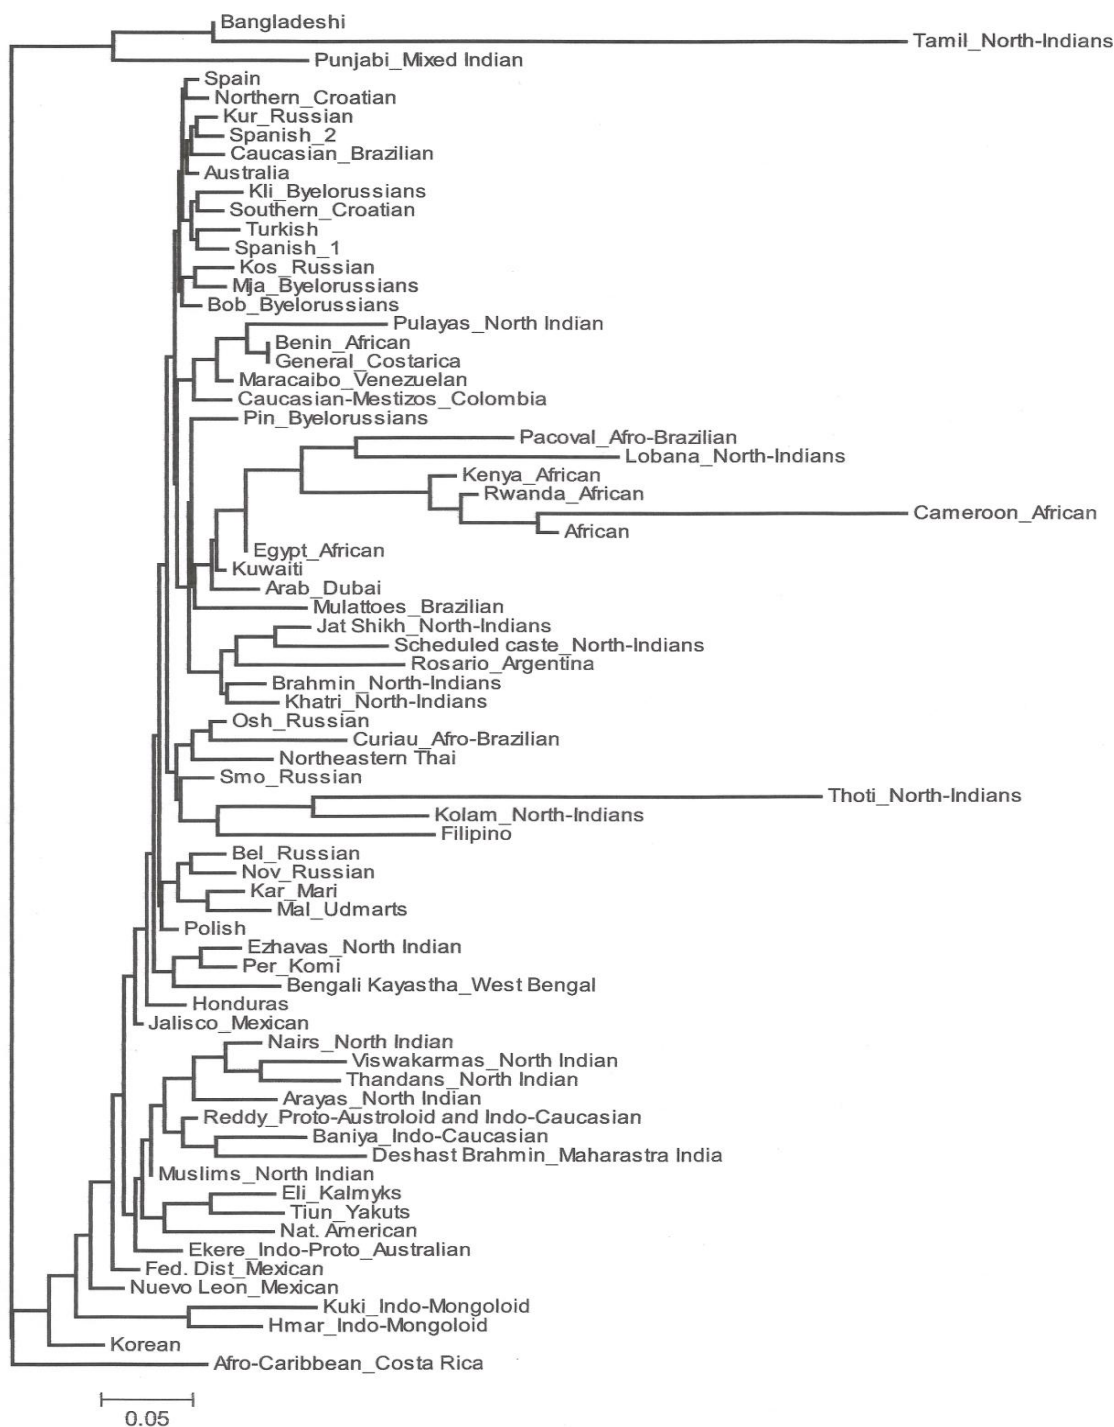 Bangladeshi
Tamil_North-Indians
Punjabi_Mixed Indian
Spain
Northern_Croatian
Kur_Russian
Spanish_2
Caucasian_Brazilian
Australia
Kli_Byelorussians
Southern_Croatian
Turkish
Spanish_1
Kos_Russian
Mja_Byelorussians
Bob_Byelorussians
Pulayas_North Indian
Benin_African
General_Costarica
Maracaibo_Venezuelan
Caucasian-Mestizos_Colombia
Pin_Byelorussians
Pacoval_Afro-Brazilian
Lobana_North-Indians
Kenya_African
Rwanda_African
Cameroon_African
African
Egypt_African
Kuwaiti
Arab_Dubai
Mulattoes_Brazilian
Jat Shikh_North-Indians
Scheduled caste_North-Indians
Rosario_Argentina
Brahmin_North-Indians
Khatri_North-Indians
Osh_Russian
Curiau_Afro-Brazilian
Northeastern Thai
Smo_Russian
Thoti_North-Indians
Kolam_North-Indians
Filipino
Bel_Russian
Nov_Russian
Kar_Mari
Mal_Udmarts
Polish
Ezhavas_North Indian
Per_Komi
Bengali Kayastha_West Bengal
Honduras
Jalisco_Mexican
Nairs_North Indian
Viswakarmas_North Indian
Thandans_North Indian
Arayas_North Indian
Reddy_Proto-Austroloid and Indo-Caucasian
Baniya_Indo-Caucasian
Deshast Brahmin_Maharastra India
Muslims_North Indian
Eli_Kalmyks
Tiun_Yakuts
Nat. American
Ekere_Indo-Proto_Australian
Fed. Dist_Mexican
Nuevo Leon_Mexican
Kuki_Indo-Mongoloid
Hmar_Indo-Mongoloid
Korean
Afro-Caribbean_Costa Rica
0.05